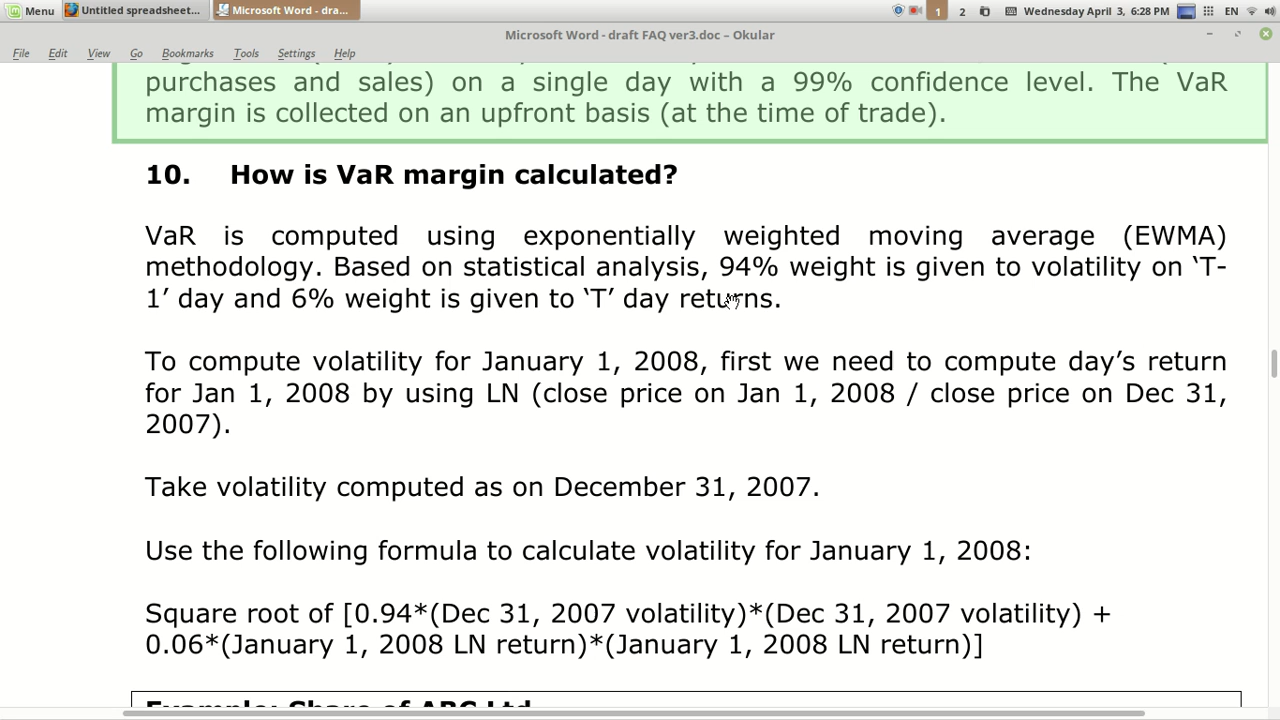 Menu Untitled spreadsheet... Microsoft Word - dra... 1 2 Wednesday April 3, 6:28 PM EN
Microsoft Word - draft FAQ ver3.doc – Okular
File Edit View Go Bookmarks Tools Settings Help
purchases and sales) on a single day with a 99% confidence level. The VaR
margin is collected on an upfront basis (at the time of trade).
10. How is VaR margin calculated?
VaR is computed using exponentially weighted moving average (EWMA)
methodology. Based on statistical analysis, 94% weight is given to volatility on ‘T-
1’ day and 6% weight is given to ‘T’ day returns.
To compute volatility for January 1, 2008, first we need to compute day’s return
for Jan 1, 2008 by using LN (close price on Jan 1, 2008 / close price on Dec 31,
2007).
Take volatility computed as on December 31, 2007.
Use the following formula to calculate volatility for January 1, 2008:
Square root of [0.94*(Dec 31, 2007 volatility)*(Dec 31, 2007 volatility) +
0.06*(January 1, 2008 LN return)*(January 1, 2008 LN return)]
Example: Share of ABC Ltd